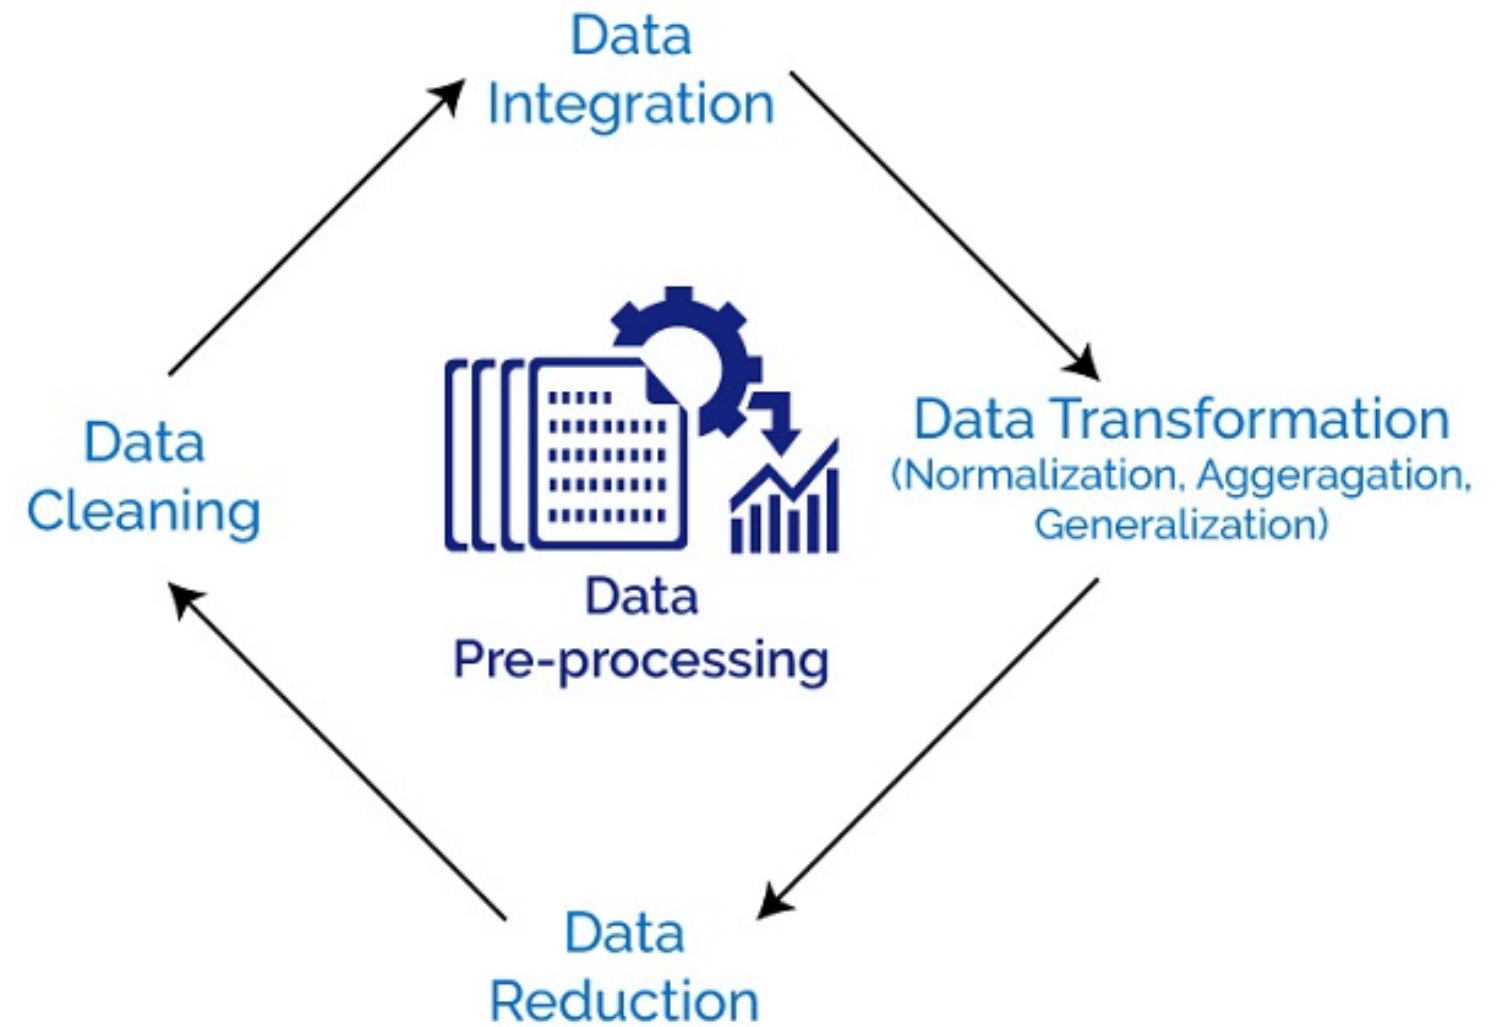 Data
Integration
Data
Cleaning
Data Transformation
(Normalization, Aggeragation,
Generalization)
Data
Pre-processing
Data
Reduction